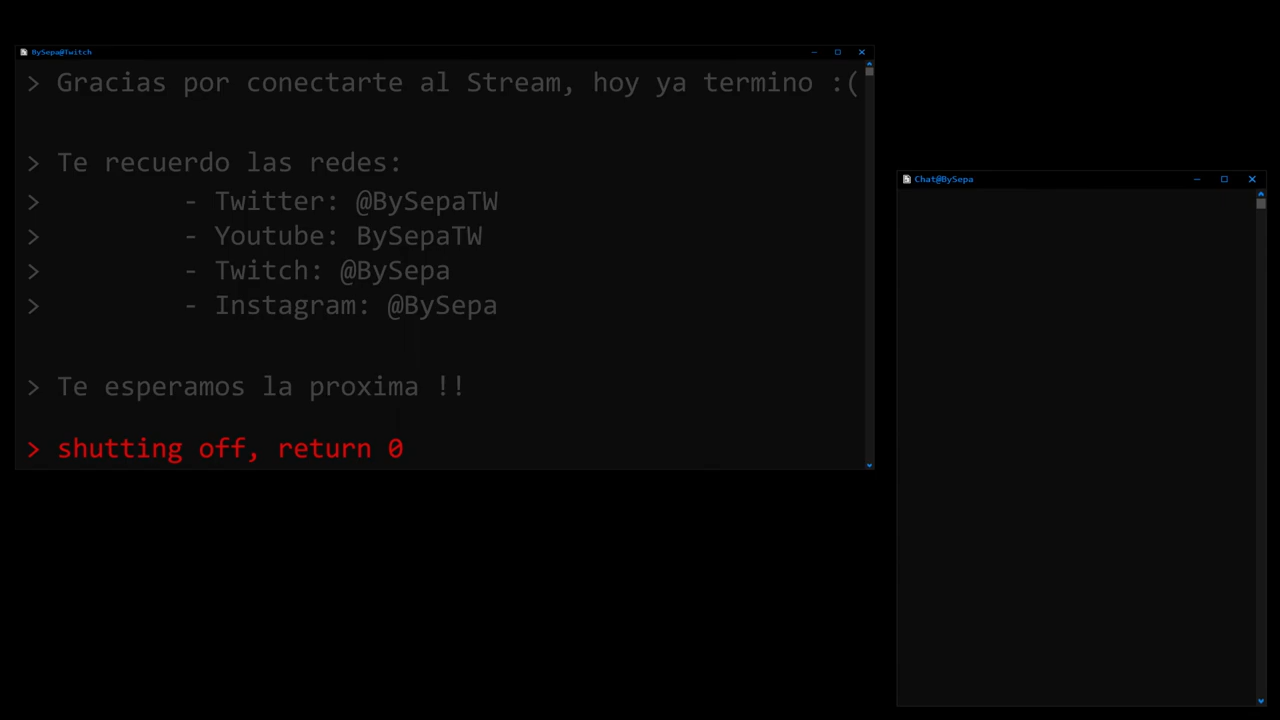 BySepa@Twitch
> Gracias por conectarte al Stream, hoy ya termino :(
> Te recuerdo las redes:
> - Twitter: @BySepaTW
> - Youtube: BySepaTW
> - Twitch: @BySepa
> - Instagram: @BySepa
> Te esperamos la proxima !!
> shutting off, return 0
Chat@BySepa